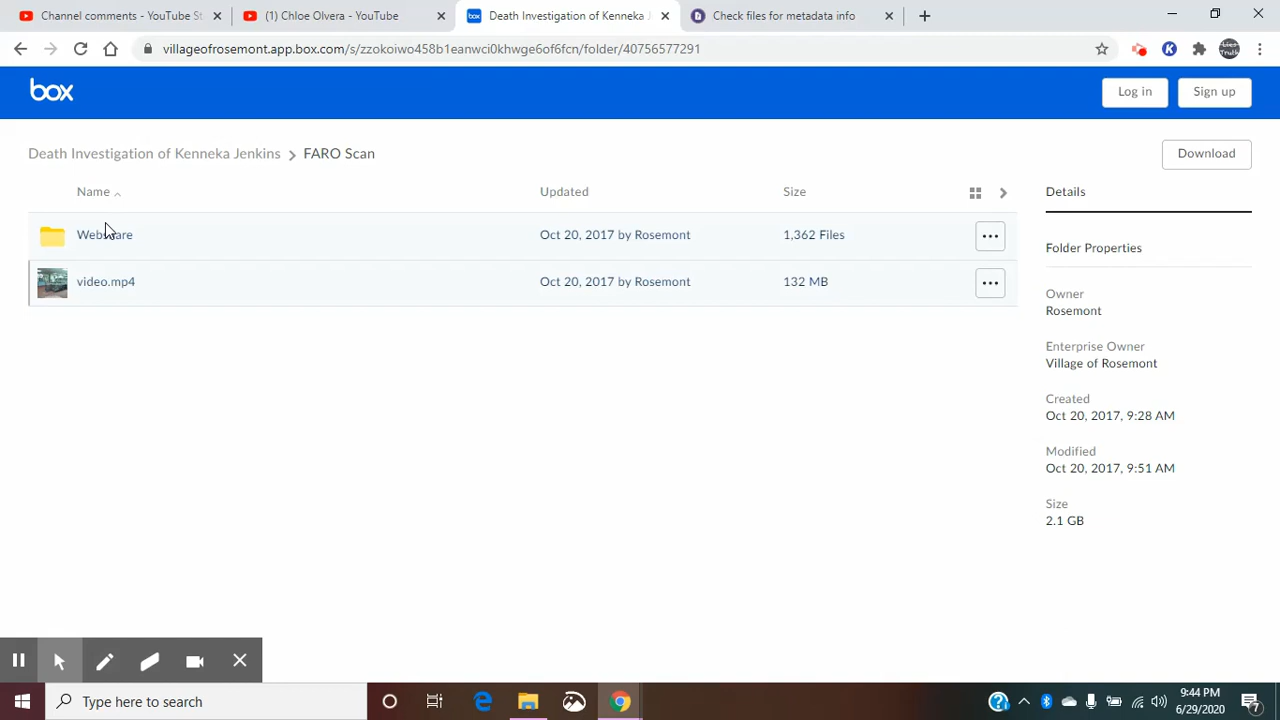 Channel comments - YouTube S
(1) Chloe Olvera - YouTube
Death Investigation of Kenneka J
Check files for metadata info
villageofrosemont.app.box.com/s/zzokoiwo458b1eanwci0khwge6of6fcn/folder/40756577291
box
Log in
Sign up
Death Investigation of Kenneka Jenkins > FARO Scan
Download
Name
Updated
Size
Details
Oct 20, 2017 by Rosemont
1,362 Files
video.mp4
Oct 20, 2017 by Rosemont
132 MB
Folder Properties
Owner
Rosemont
Enterprise Owner
Village of Rosemont
Created
Oct 20, 2017, 9:28 AM
Modified
Oct 20, 2017, 9:51 AM
Size
2.1 GB
Type here to search
9:44 PM
6/29/2020
7